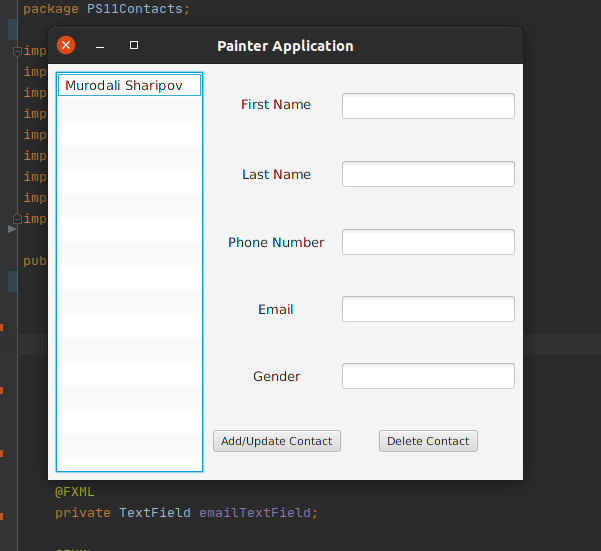 package PS11Contacts;
Painter Application
imp
imp
imp
imp
imp
imp
imp
imp
imp
pub
Murodali Sharipov
First Name
Last Name
Phone Number
Email
Gender
Add/Update Contact
Delete Contact
@FXML
private TextField emailTextField;